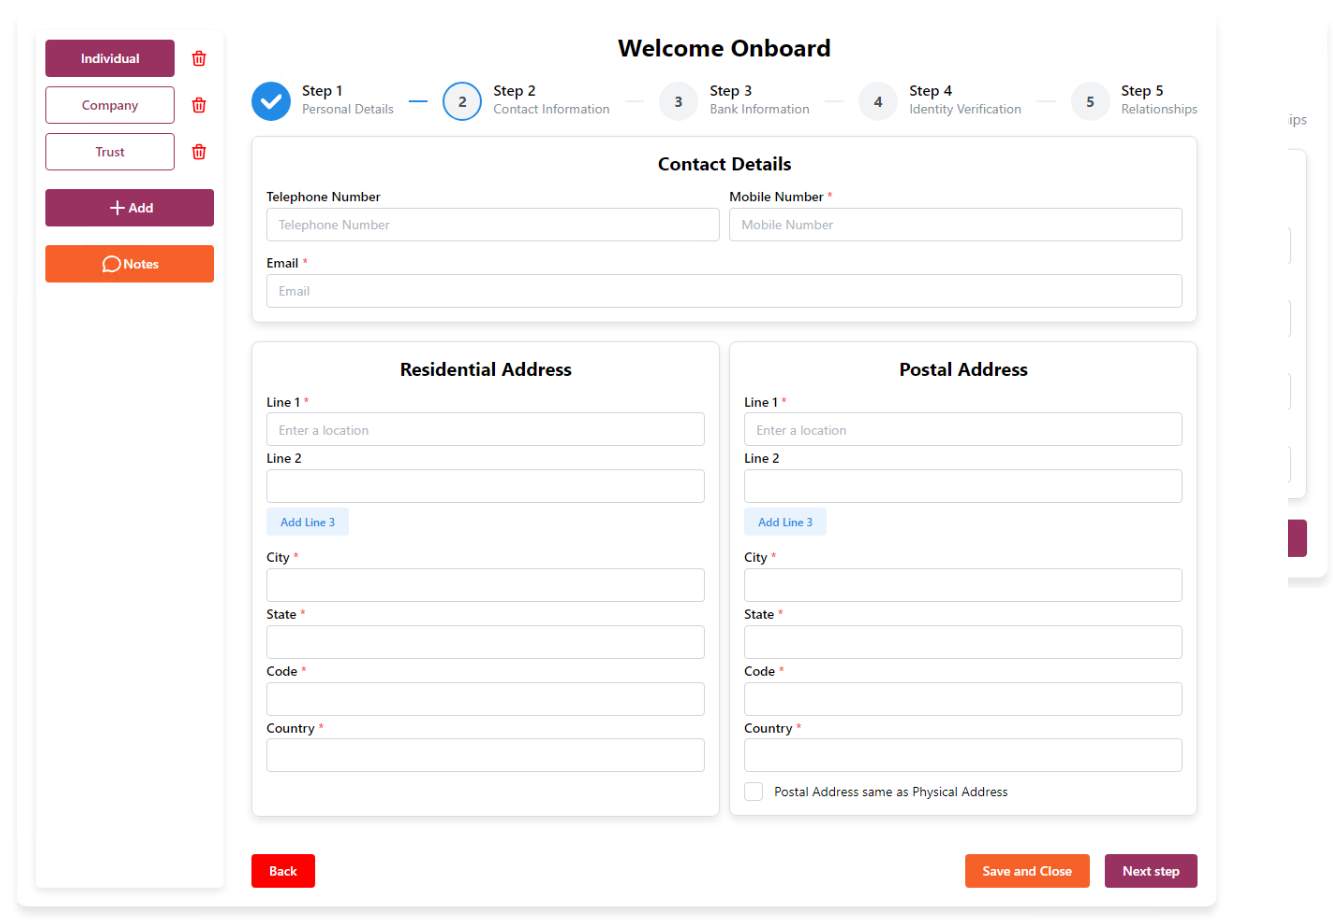 Individual
Company
Trust
+ Add
Notes
Welcome Onboard
Step 1
Personal Details
2
Step 2
Contact Information
3
Step 3
Bank Information
4
Step 4
Identity Verification
5
Step 5
Relationships
ips
Contact Details
Telephone Number
Telephone Number
Mobile Number *
Mobile Number
Email *
Email
Residential Address
Line 1 *
Enter a location
Line 2
Add Line 3
City *
State *
Code *
Country *
Postal Address
Line 1 *
Enter a location
Line 2
Add Line 3
City *
State *
Code *
Country *
Postal Address same as Physical Address
Back
Save and Close
Next step